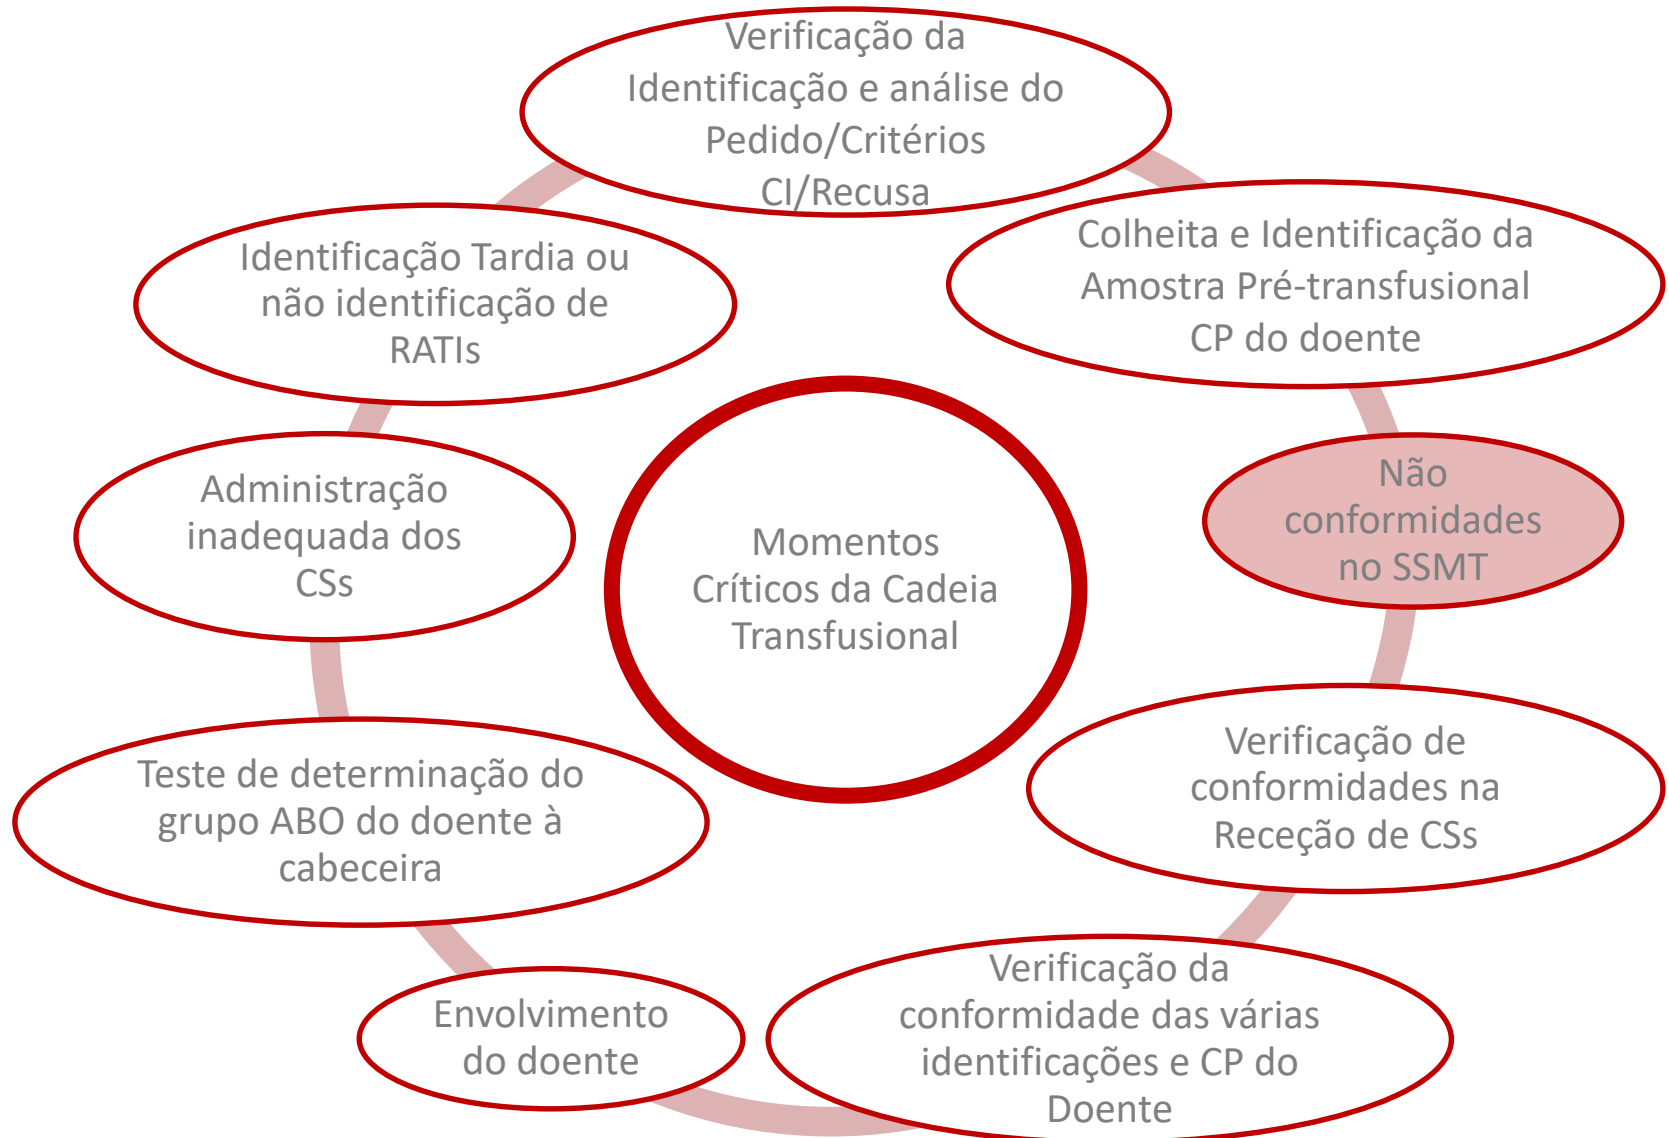 Verificação da
Identificação e análise do
Pedido/Critérios
CI/Recusa
Colheita e Identificação da
Amostra Pré-transfusional
CP do doente
Não
conformidades
no SSMT
Verificação de
conformidades na
Receção de CSs
Verificação da
conformidade das várias
identificações e CP do
Doente
Envolvimento
do doente
Teste de determinação do
grupo ABO do doente à
cabeceira
Administração
inadequada dos
CSs
Identificação Tardia ou
não identificação de
RATIs
Momentos
Críticos da Cadeia
Transfusional